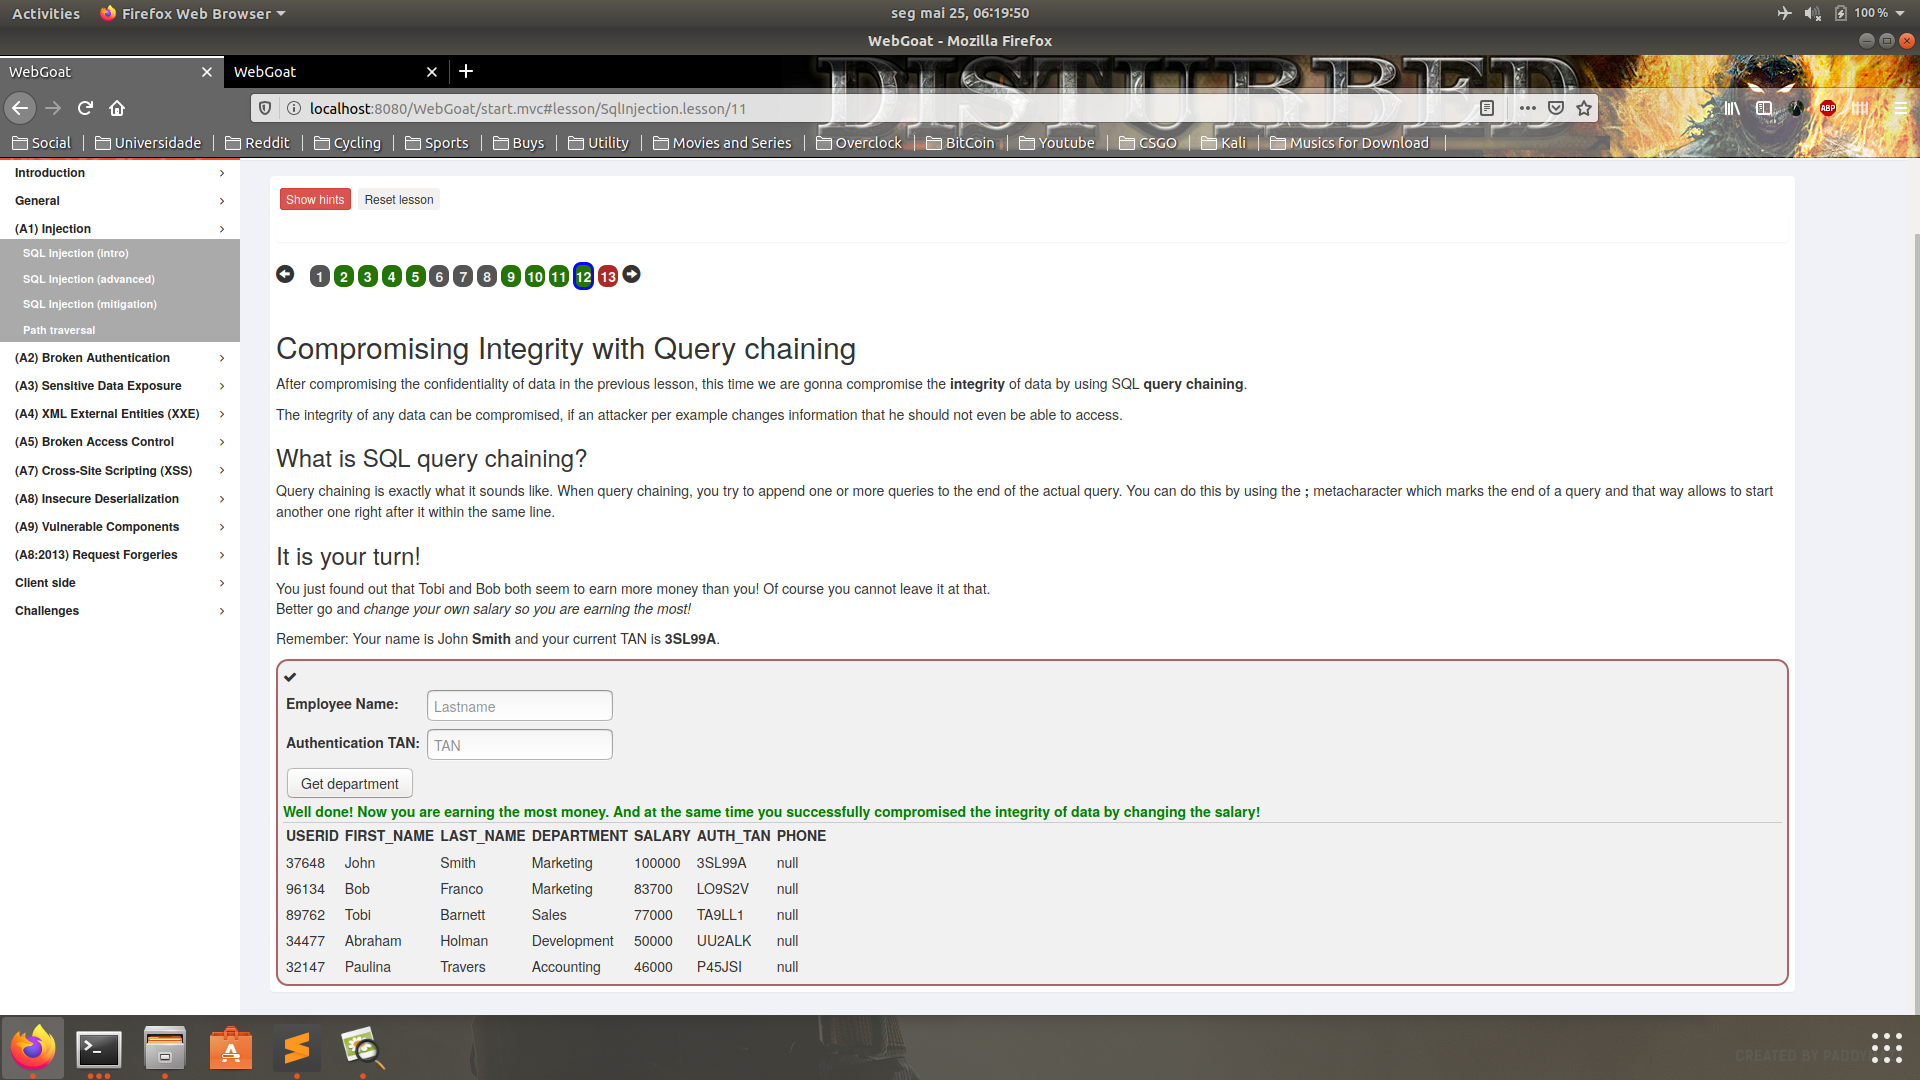 Activities Firefox Web Browser seg mai 25, 06:19:50 100 %
WebGoat - Mozilla Firefox
WebGoat WebGoat
DISTURBED
localhost:8080/WebGoat/start.mvc#lesson/SqlInjection.lesson/11 ABP
Social Universidade Reddit Cycling Sports Buys Utility Movies and Series Overclock BitCoin Youtube CSGO Kali Musics for Download
Introduction
General
(A1) Injection
SQL Injection (intro)
SQL Injection (advanced)
SQL Injection (mitigation)
Path traversal
(A2) Broken Authentication
(A3) Sensitive Data Exposure
(A4) XML External Entities (XXE)
(A5) Broken Access Control
(A7) Cross-Site Scripting (XSS)
(A8) Insecure Deserialization
(A9) Vulnerable Components
(A8:2013) Request Forgeries
Client side
Challenges
Show hints Reset lesson
1 2 3 4 5 6 7 8 9 10 11 12 13
Compromising Integrity with Query chaining
After compromising the confidentiality of data in the previous lesson, this time we are gonna compromise the integrity of data by using SQL query chaining.
The integrity of any data can be compromised, if an attacker per example changes information that he should not even be able to access.
What is SQL query chaining?
Query chaining is exactly what it sounds like. When query chaining, you try to append one or more queries to the end of the actual query. You can do this by using the ; metacharacter which marks the end of a query and that way allows to start
another one right after it within the same line.
It is your turn!
You just found out that Tobi and Bob both seem to earn more money than you! Of course you cannot leave it at that.
Better go and change your own salary so you are earning the most!
Remember: Your name is John Smith and your current TAN is 3SL99A.
Employee Name: Lastname
Authentication TAN: TAN
Get department
Well done! Now you are earning the most money. And at the same time you successfully compromised the integrity of data by changing the salary!
USERID FIRST_NAME LAST_NAME DEPARTMENT SALARY AUTH_TAN PHONE
37648 John Smith Marketing 100000 3SL99A null
96134 Bob Franco Marketing 83700 LO9S2V null
89762 Tobi Barnett Sales 77000 TA9LL1 null
34477 Abraham Holman Development 50000 UU2ALK null
32147 Paulina Travers Accounting 46000 P45JSI null
CREATED BY